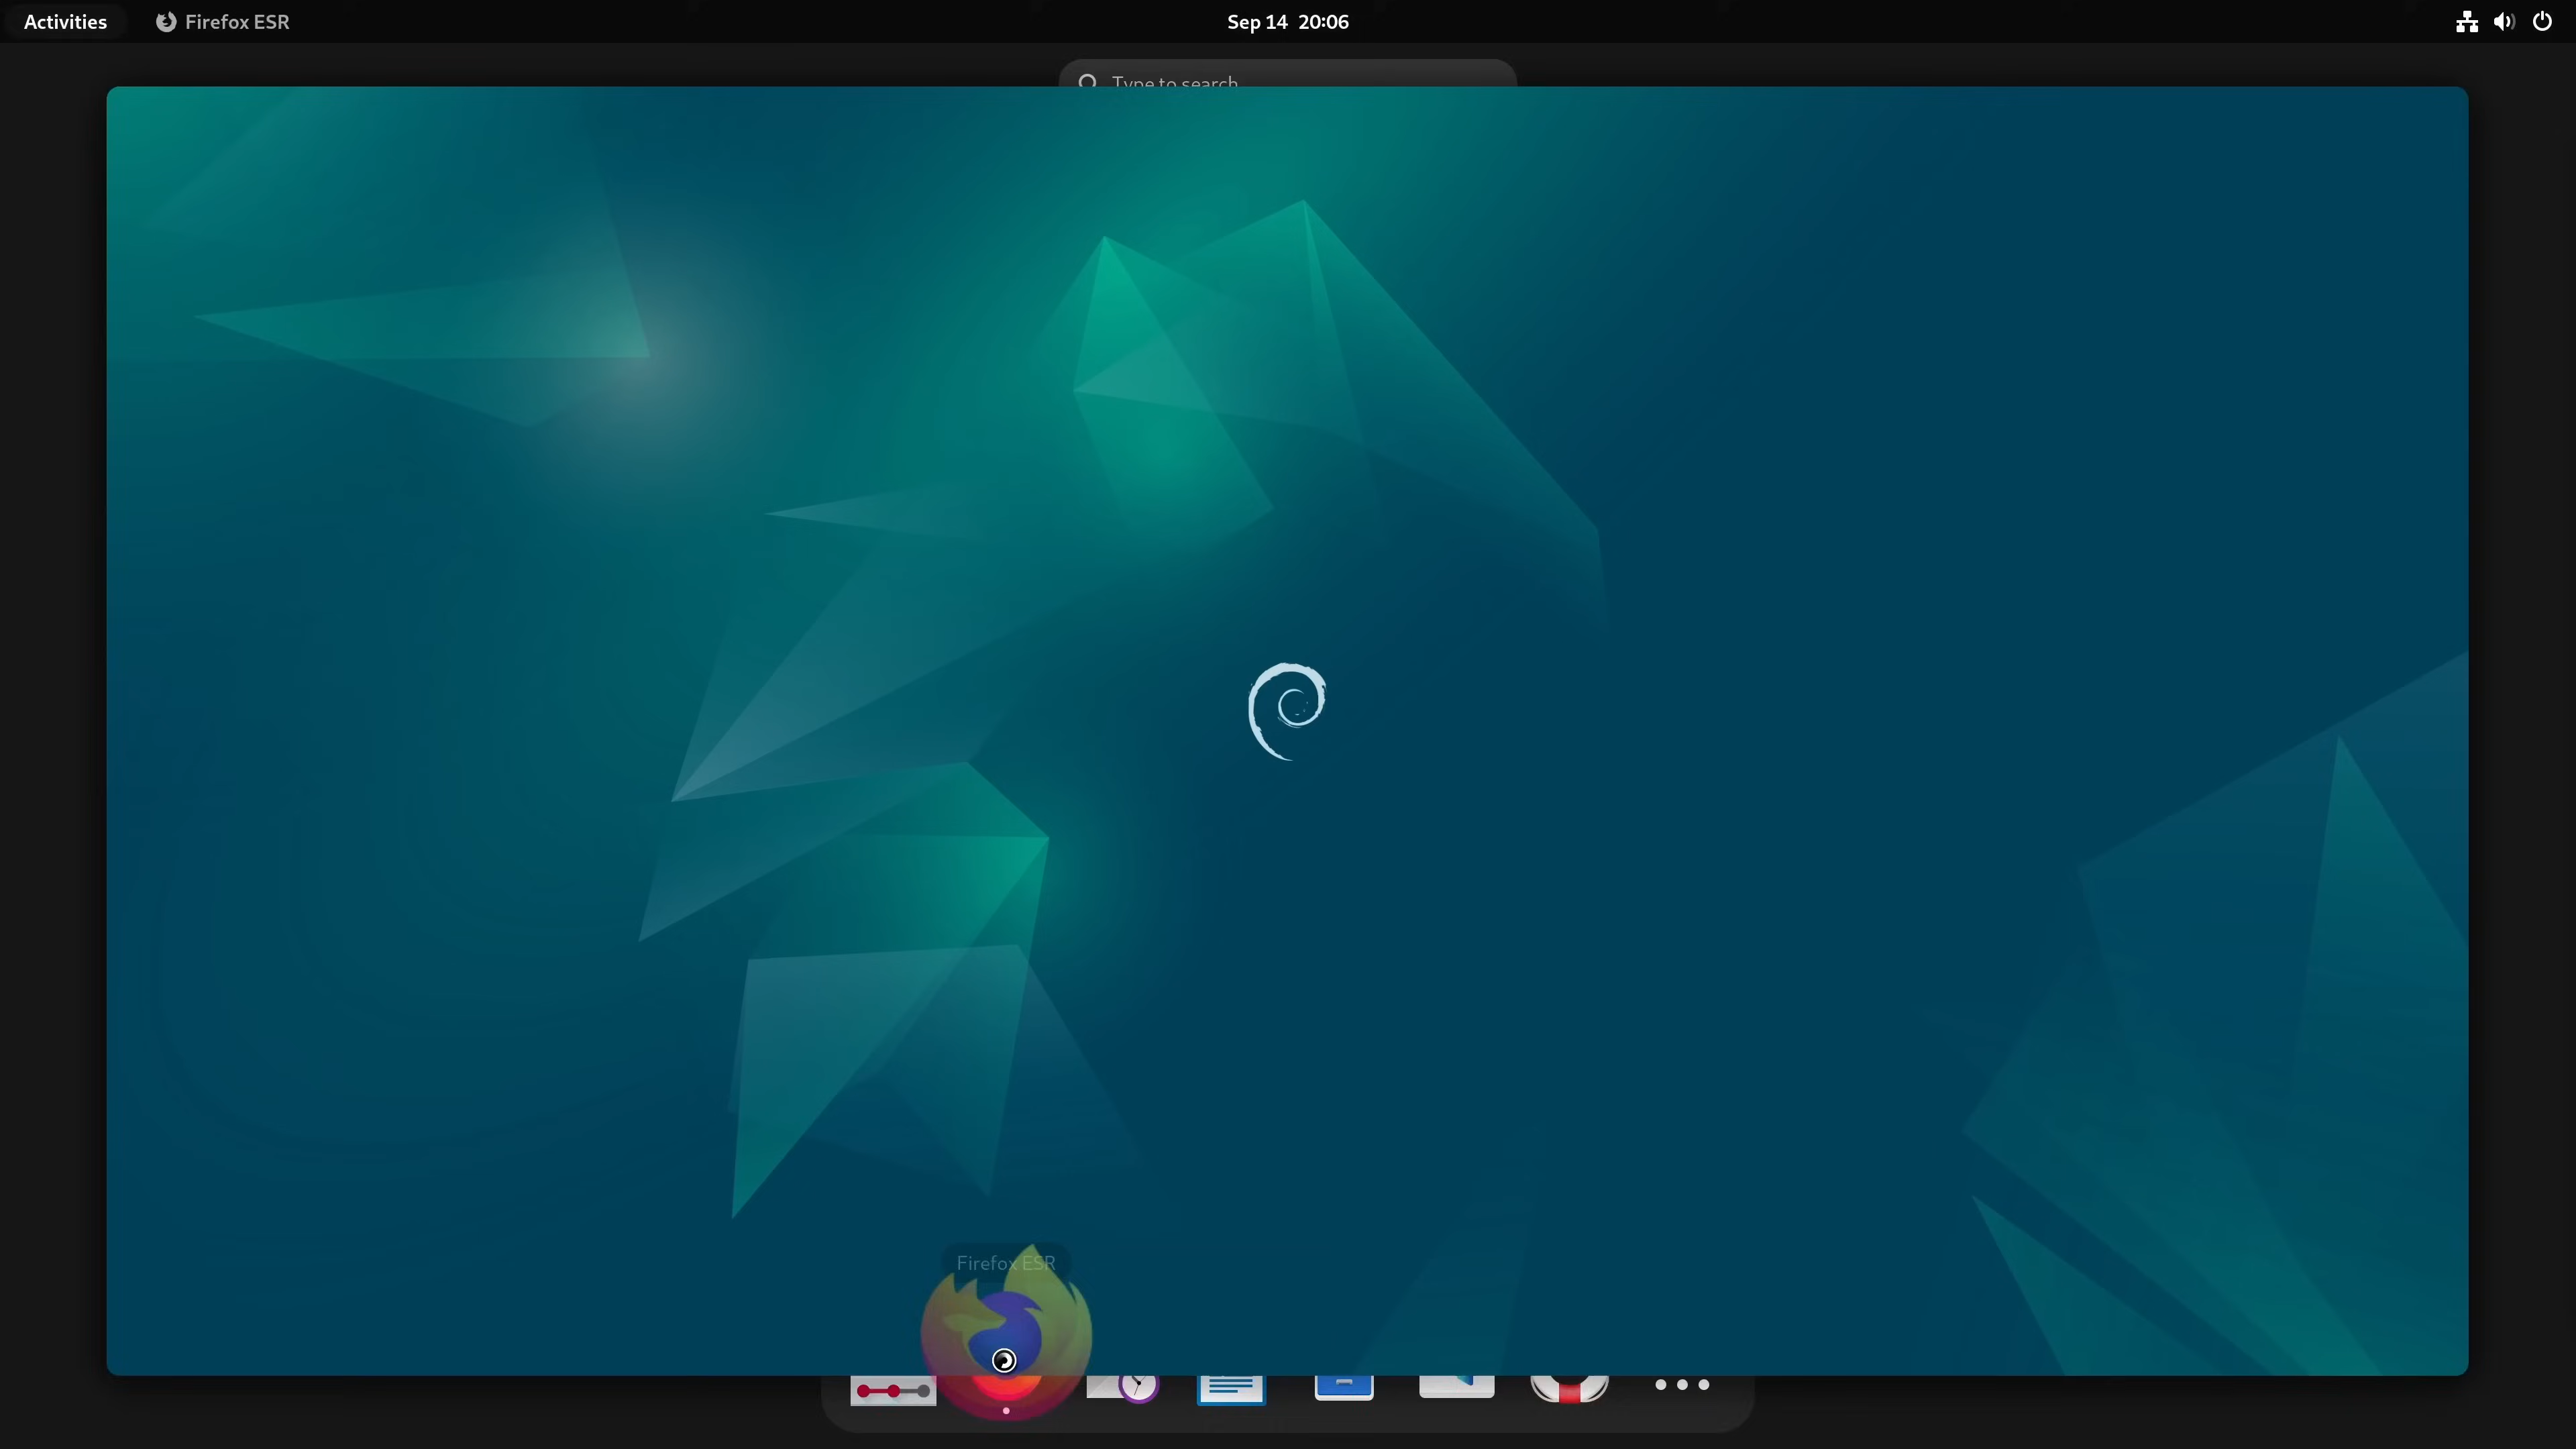 Activities
Firefox ESR
Sep 14 20:06
Type to search
Firefox ESR